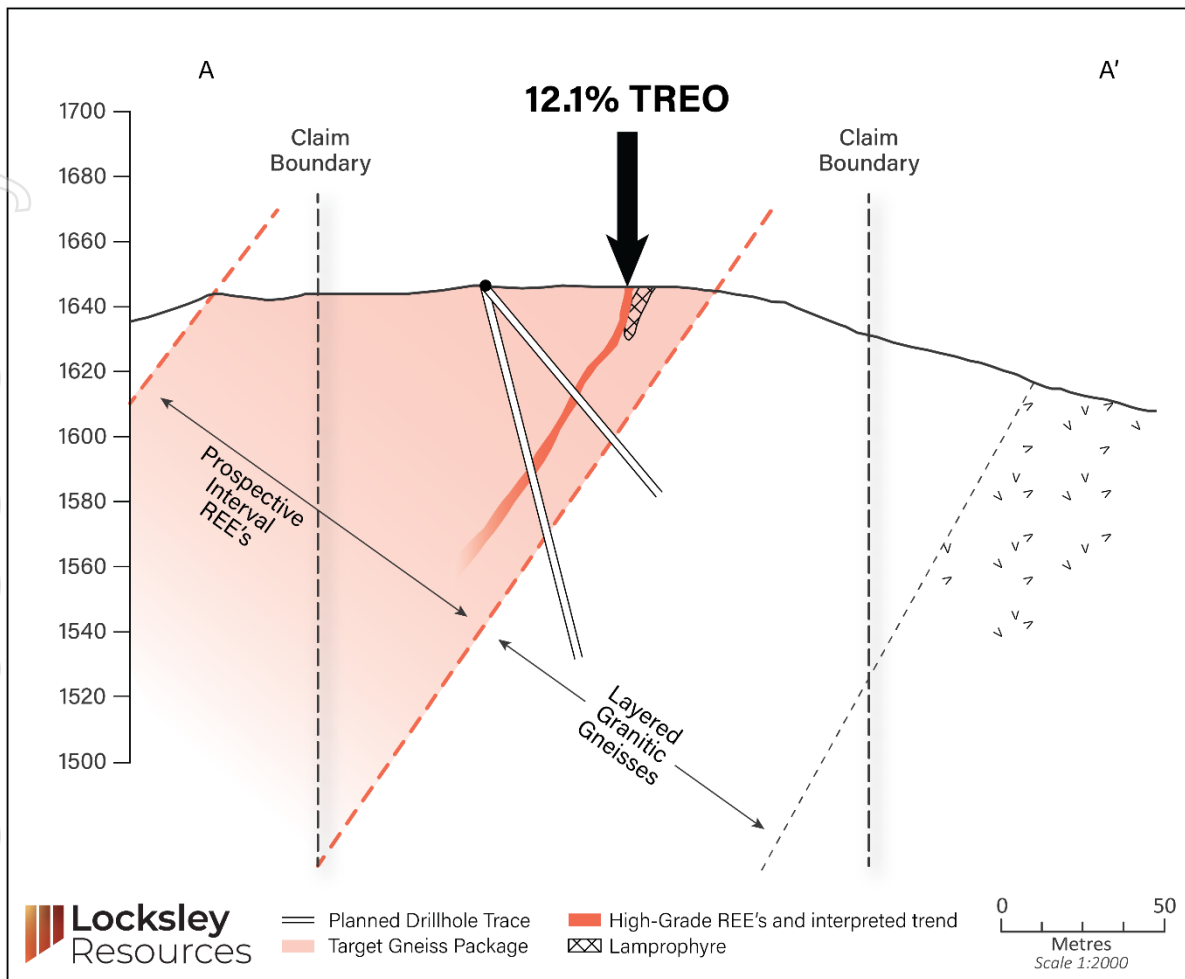 A
A'
12.1% TREO
Claim
Boundary
Claim
Boundary
1700
1680
1660
1640
1620
1600
1580
1560
1540
1520
1500
Prospective
Interval
REE's
Layered
Granitic
Gneisses
Locksley
Resources
Planned Drillhole Trace
Target Gneiss Package
High-Grade REE's and interpreted trend
Lamprophyre
0
50
Metres
Scale 1:2000